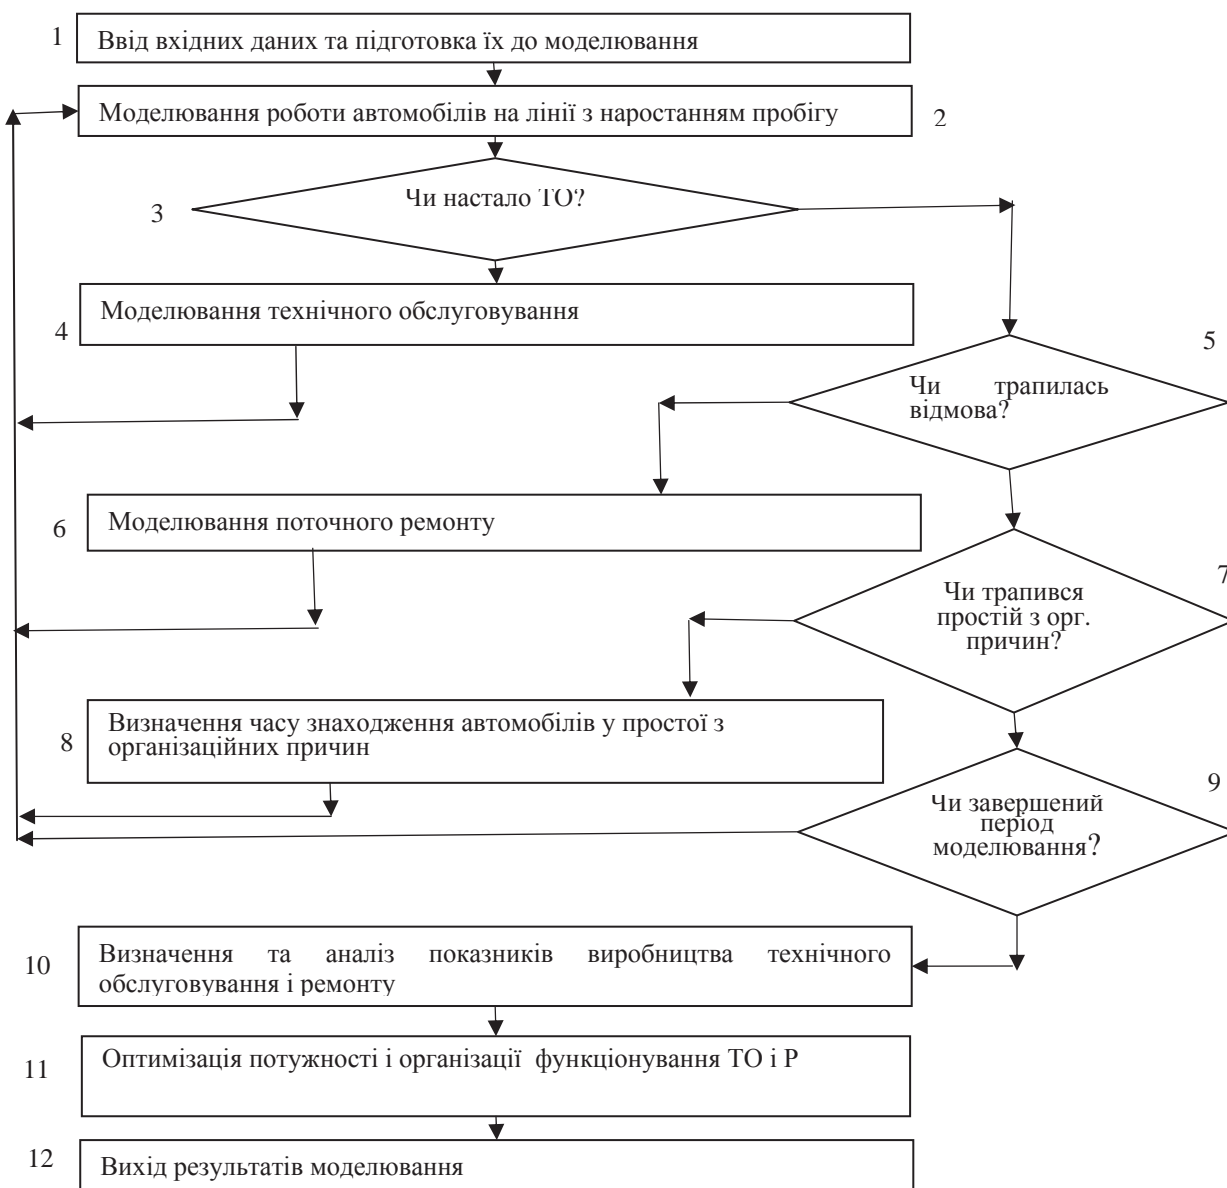 1
Ввід вхідних даних та підготовка їх до моделювання
Моделювання роботи автомобілів на лінії з наростанням пробігу
2
Чи настало ТО?
3
Моделювання технічного обслуговування
4
5
Чи трапилась
відмова?
Моделювання поточного ремонту
6
7
Чи трапився
простій з орг.
причин?
Визначення часу знаходження автомобілів у простої з
організаційних причин
8
9
Чи завершений
період
моделювання?
Визначення та аналіз показників виробництва технічного
обслуговування і ремонту
10
Оптимізація потужності і організації функціонування ТО і Р
11
Вихід результатів моделювання
12